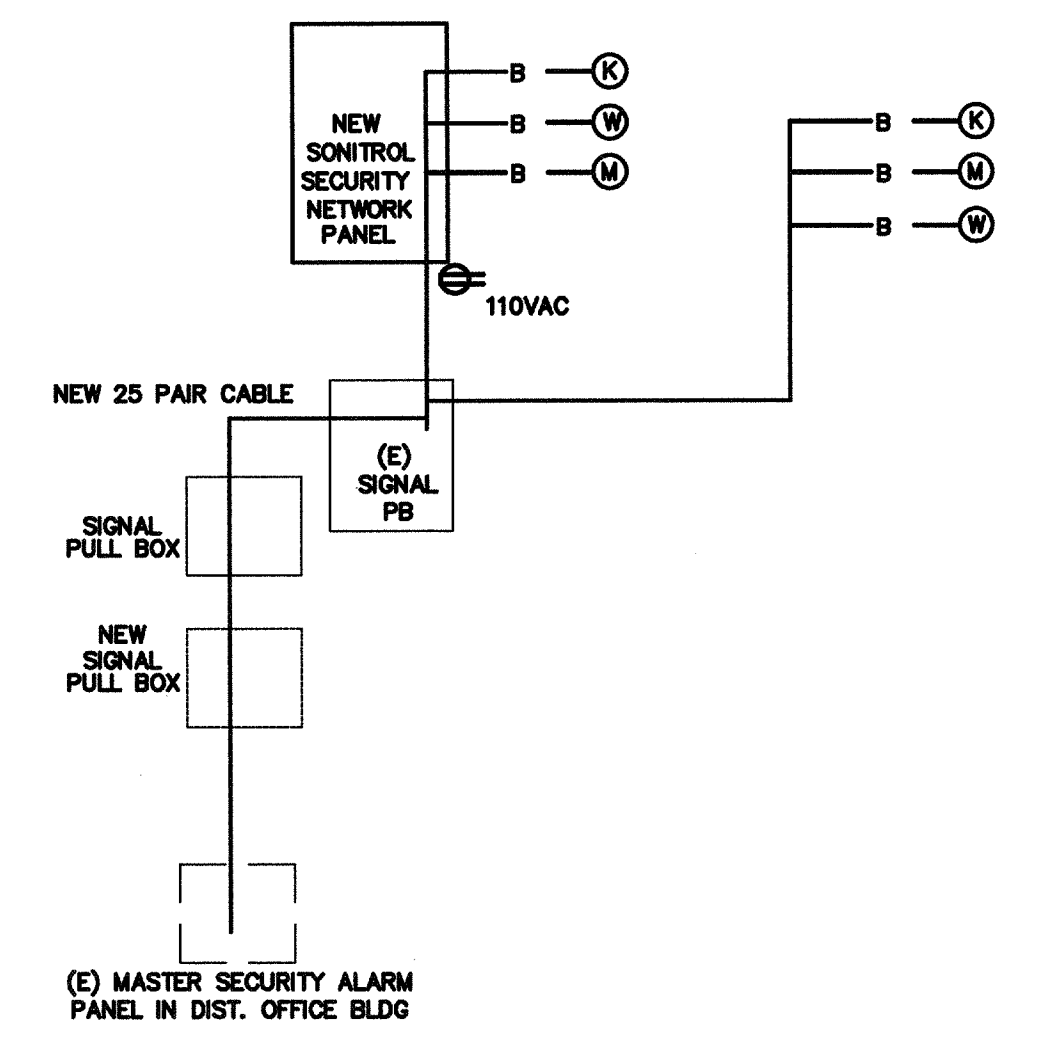 NEW
SONITROL
SECURITY
NETWORK
PANEL
B K
B W
B M
B K
B M
B W
110VAC
NEW 25 PAIR CABLE
(E)
SIGNAL
PB
SIGNAL
PULL BOX
NEW
SIGNAL
PULL BOX
(E) MASTER SECURITY ALARM
PANEL IN DIST. OFFICE BLDG